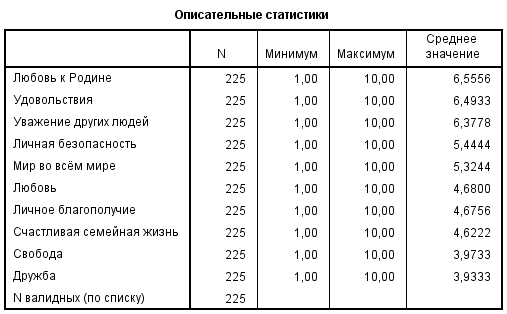 Описательные статистики
N Минимум Максимум Среднее значение
Любовь к Родине 225 1,00 10,00 6,5556
Удовольствия 225 1,00 10,00 6,4933
Уважение других людей 225 1,00 10,00 6,3778
Личная безопасность 225 1,00 10,00 5,4444
Мир во всём мире 225 1,00 10,00 5,3244
Любовь 225 1,00 10,00 4,6800
Личное благополучие 225 1,00 10,00 4,6756
Счастливая семейная жизнь 225 1,00 10,00 4,6222
Свобода 225 1,00 10,00 3,9733
Дружба 225 1,00 10,00 3,9333
N валидных (по списку) 225